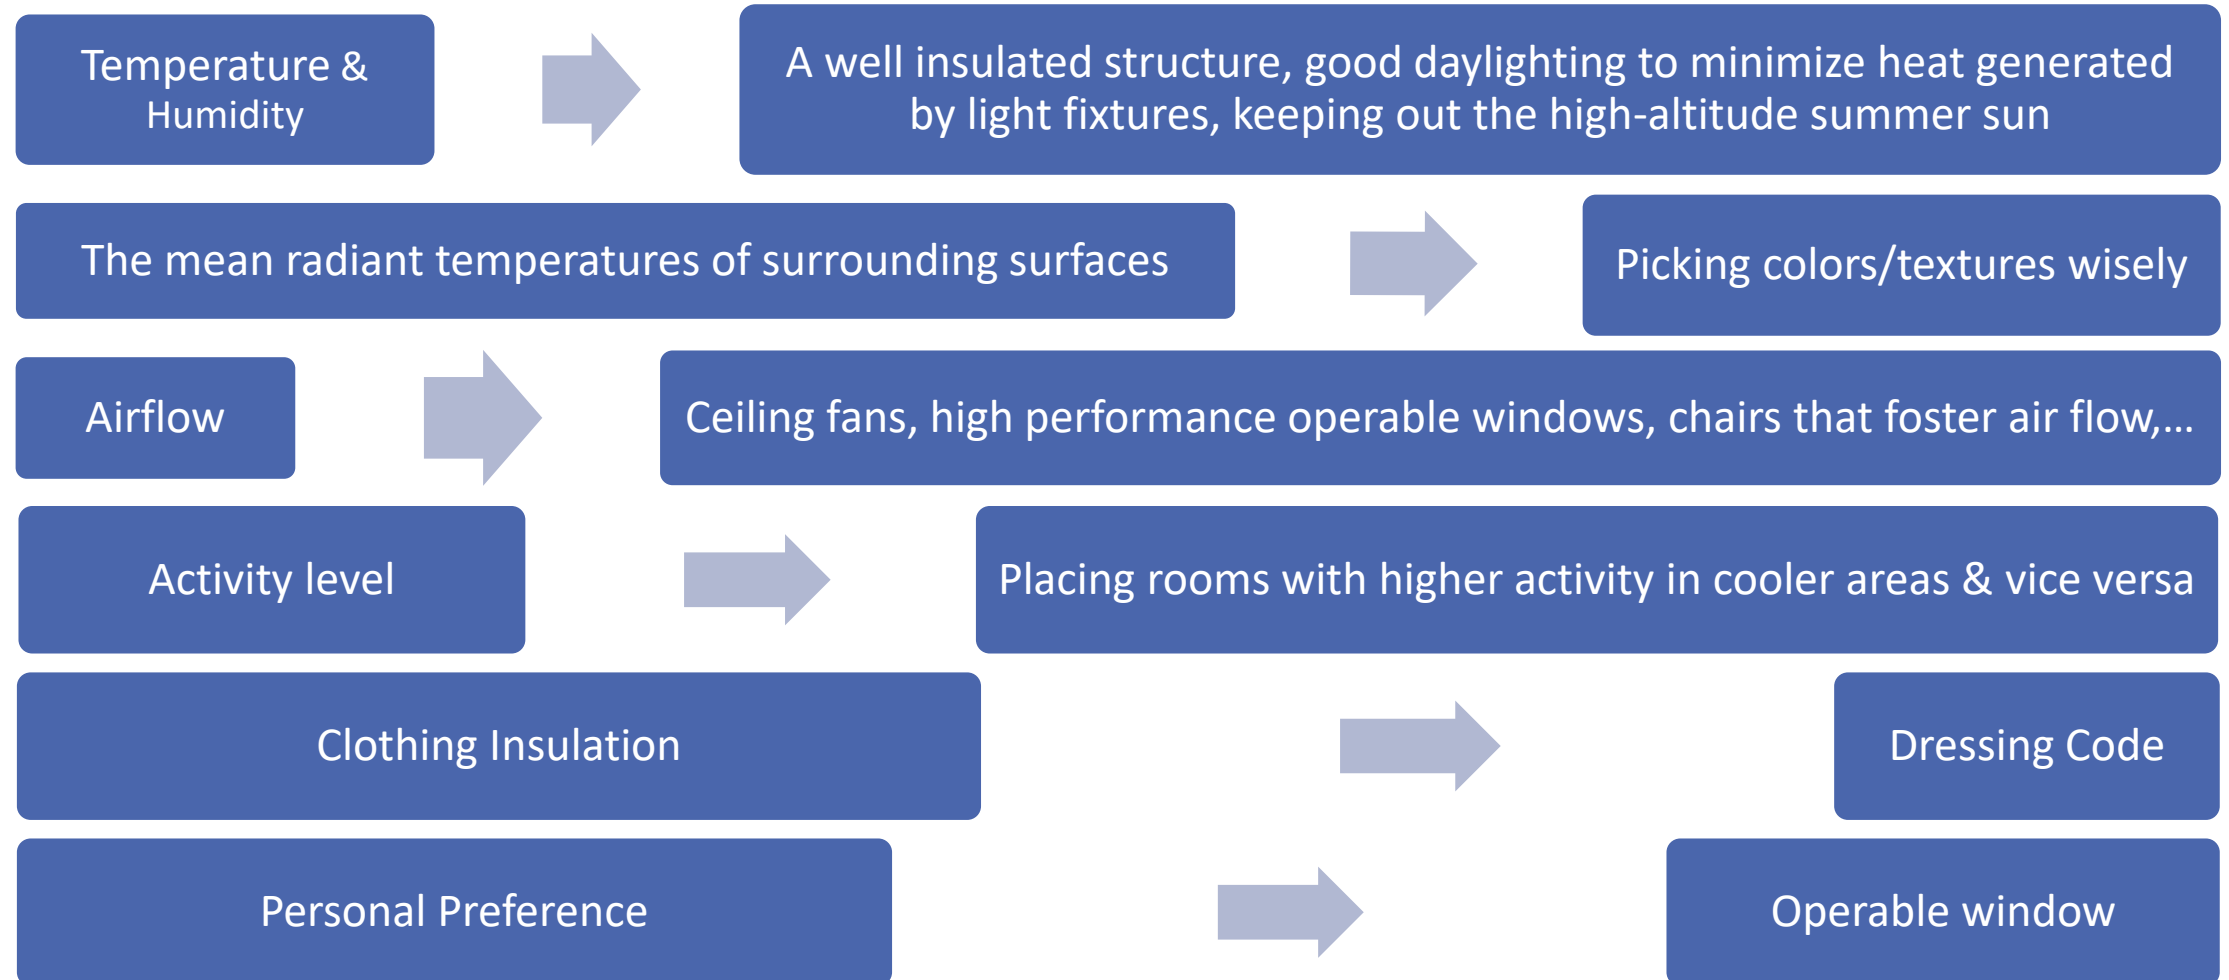 Temperature &
Humidity
A well insulated structure, good daylighting to minimize heat generated
by light fixtures, keeping out the high-altitude summer sun
The mean radiant temperatures of surrounding surfaces
Picking colors/textures wisely
Airflow
Ceiling fans, high performance operable windows, chairs that foster air flow,...
Activity level
Placing rooms with higher activity in cooler areas & vice versa
Clothing Insulation
Dressing Code
Personal Preference
Operable window